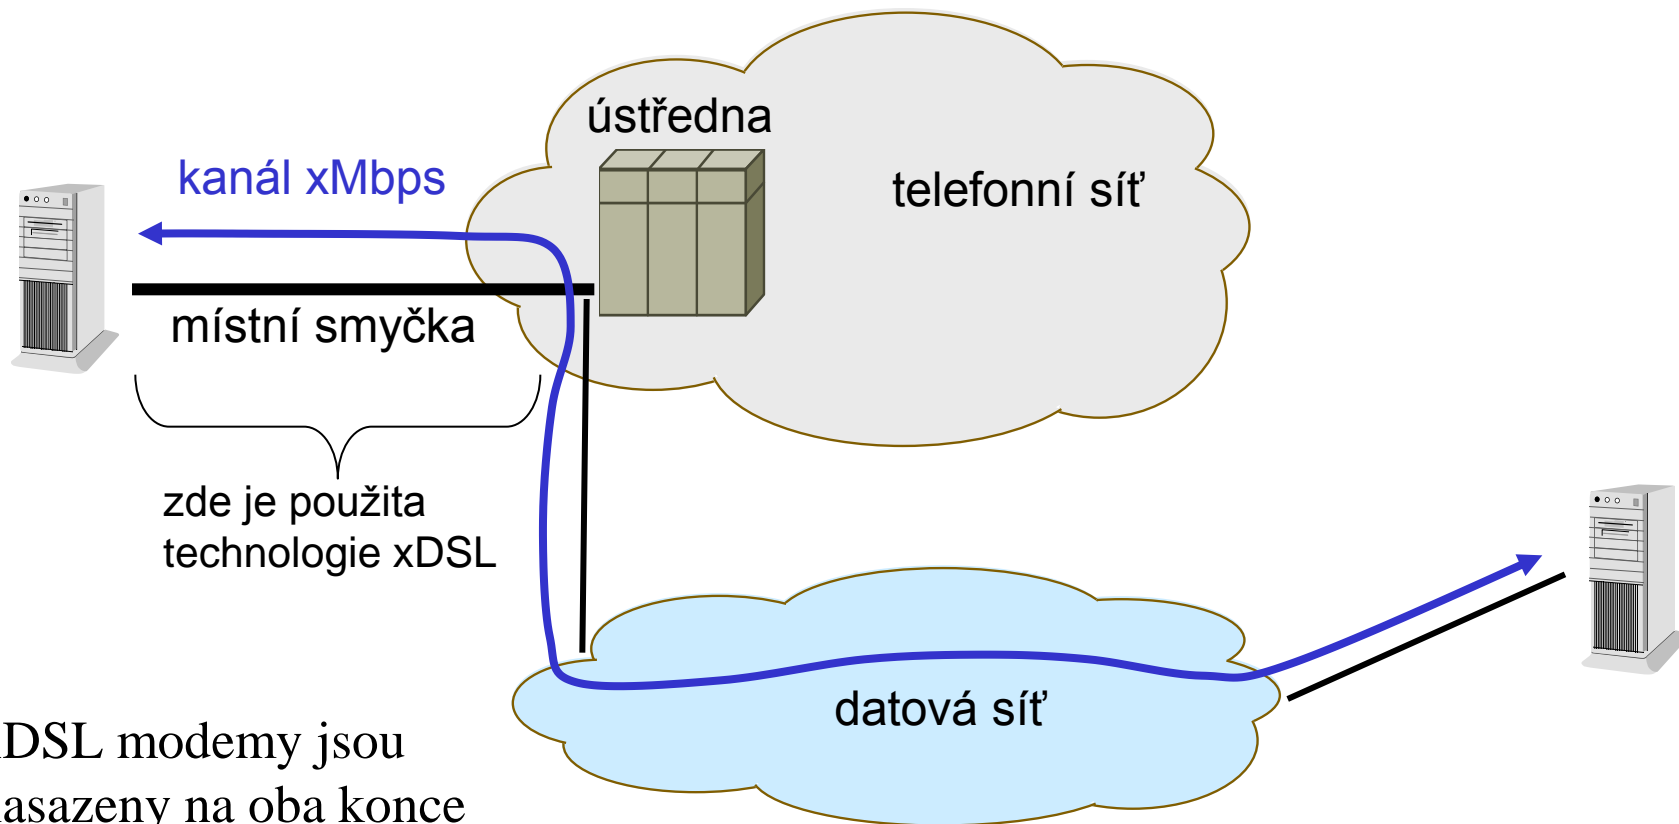 ústředna
kanál xMbps
telefonní síť
místní smyčka
zde je použita
technologie xDSL
datová síť
DSL modemy jsou
na oba konce